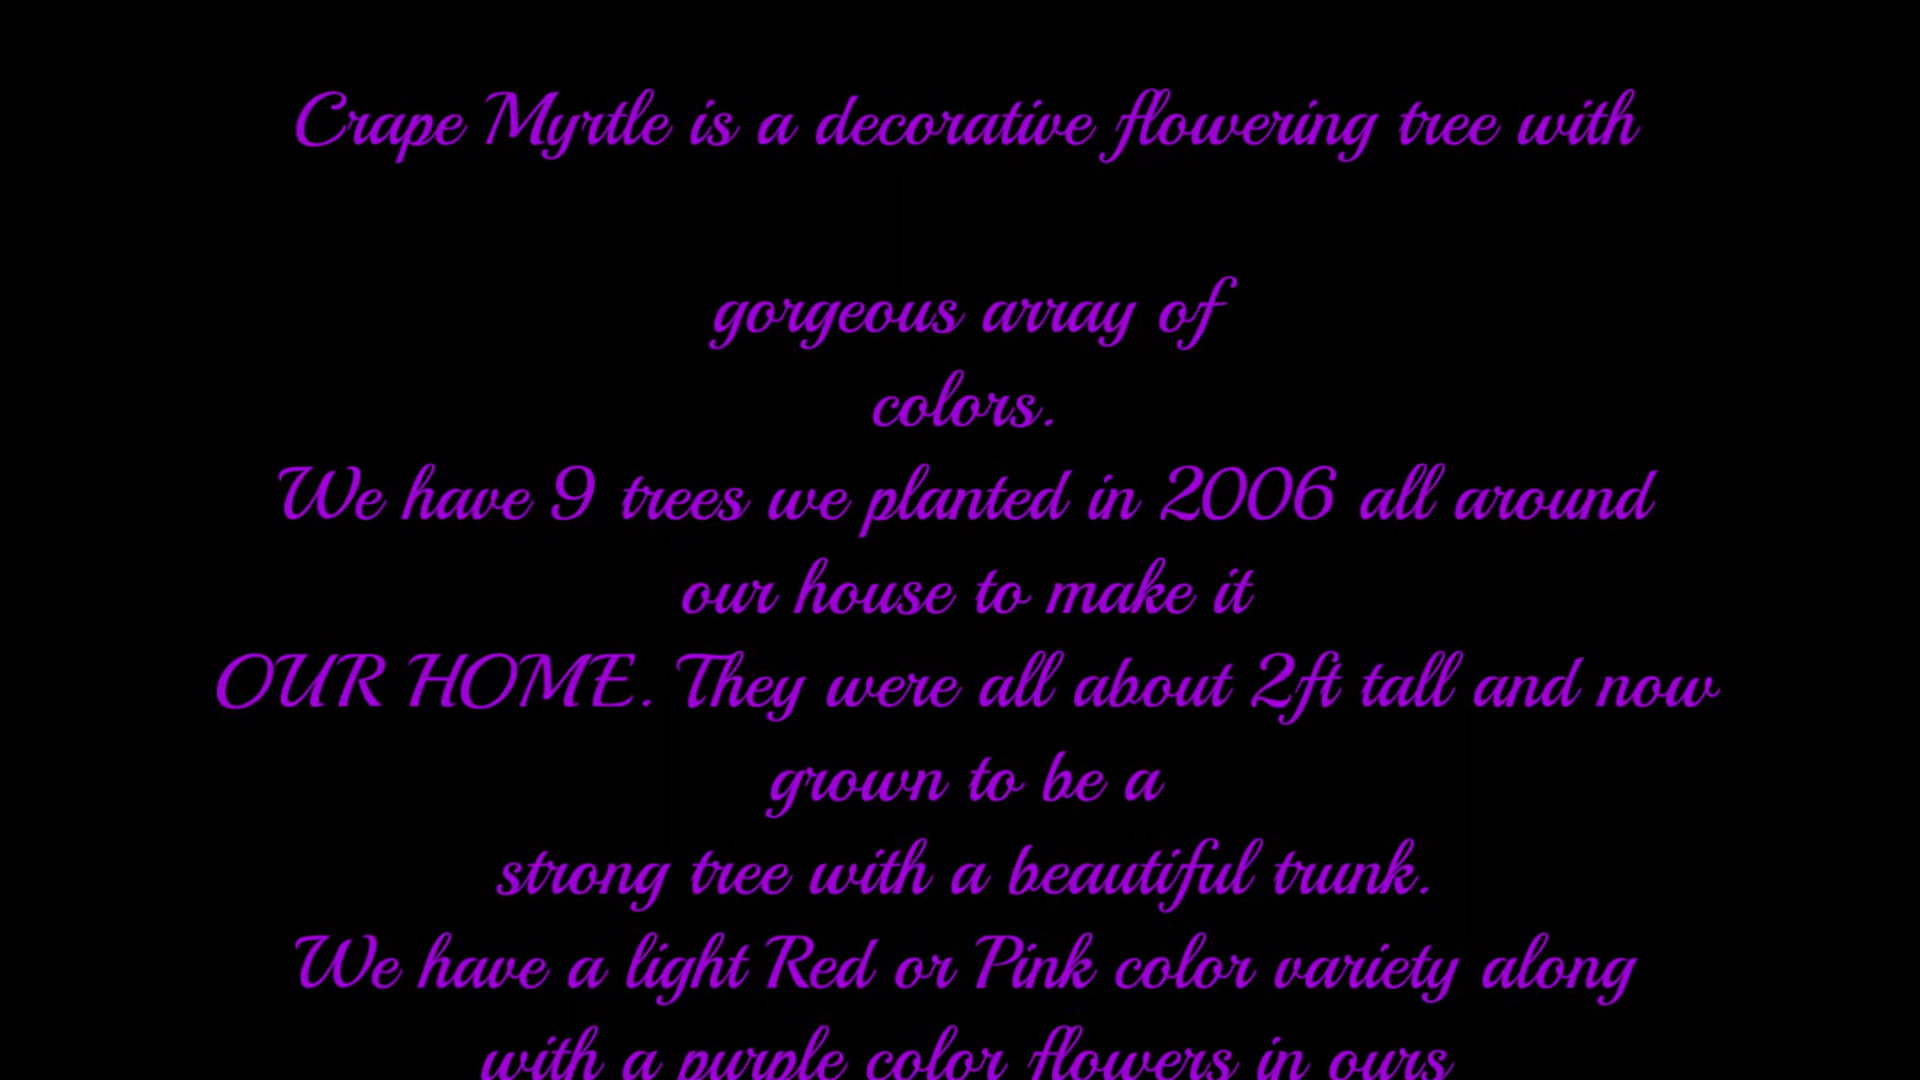 Crape Myrtle is a decorative flowering tree with
gorgeous array of
colors.
We have 9 trees we planted in 2006 all around
our house to make it
OUR HOME. They were all about 2ft tall and now
grown to be a
strong tree with a beautiful trunk.
We have a light Red or Pink color variety along
with a purple color flowers in ours